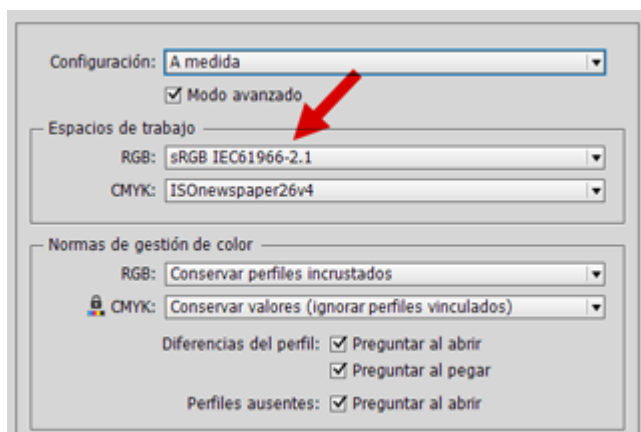 Configuración: A medida
Modo avanzado
Espacios de trabajo
RGB: sRGB IEC61966-2.1
CMYK: ISOnewspaper26v4
Normas de gestión de color
RGB: Conservar perfiles incrustados
CMYK: Conservar valores (ignorar perfiles vinculados)
Diferencias del perfil: Preguntar al abrir
Preguntar al pegar
Perfiles ausentes: Preguntar al abrir